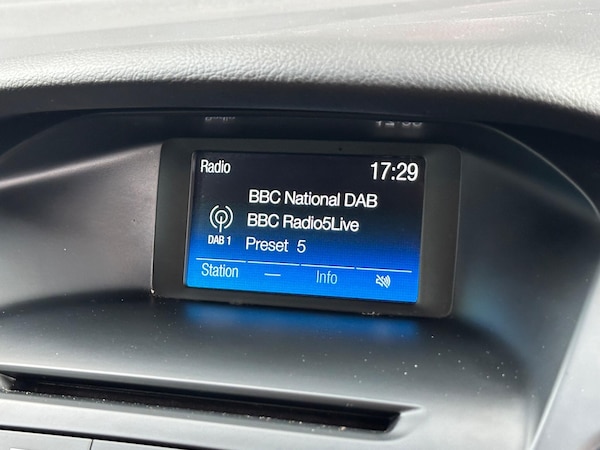 Radio 17:29
BBC National DAB
BBC Radio5Live
DAB 1
Preset 5
Station — Info